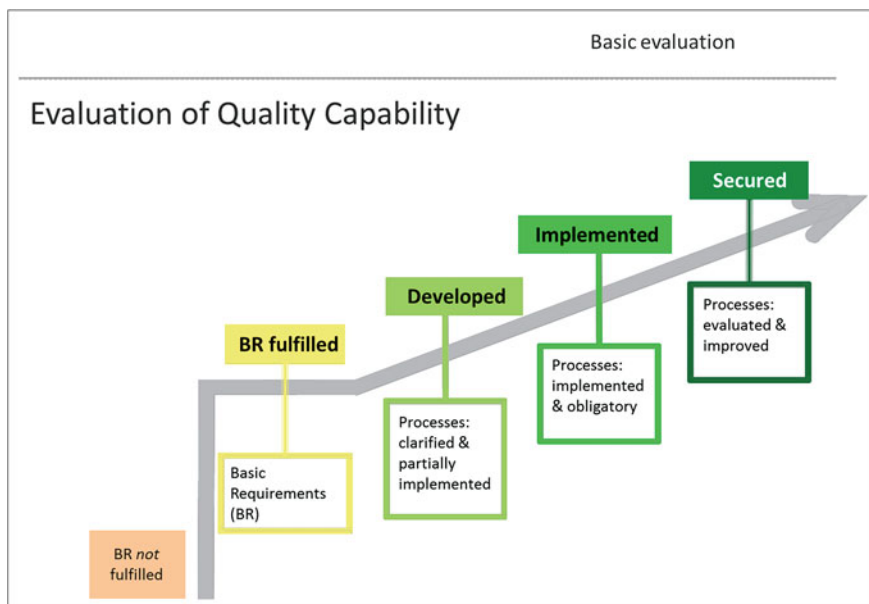 Basic evaluation
Evaluation of Quality Capability
Secured
Processes:
evaluated &
improved
Implemented
Processes:
implemented
& obligatory
Developed
Processes:
clarified &
partially
implemented
BR fulfilled
Basic
Requirements
(BR)
BR not
fulfilled